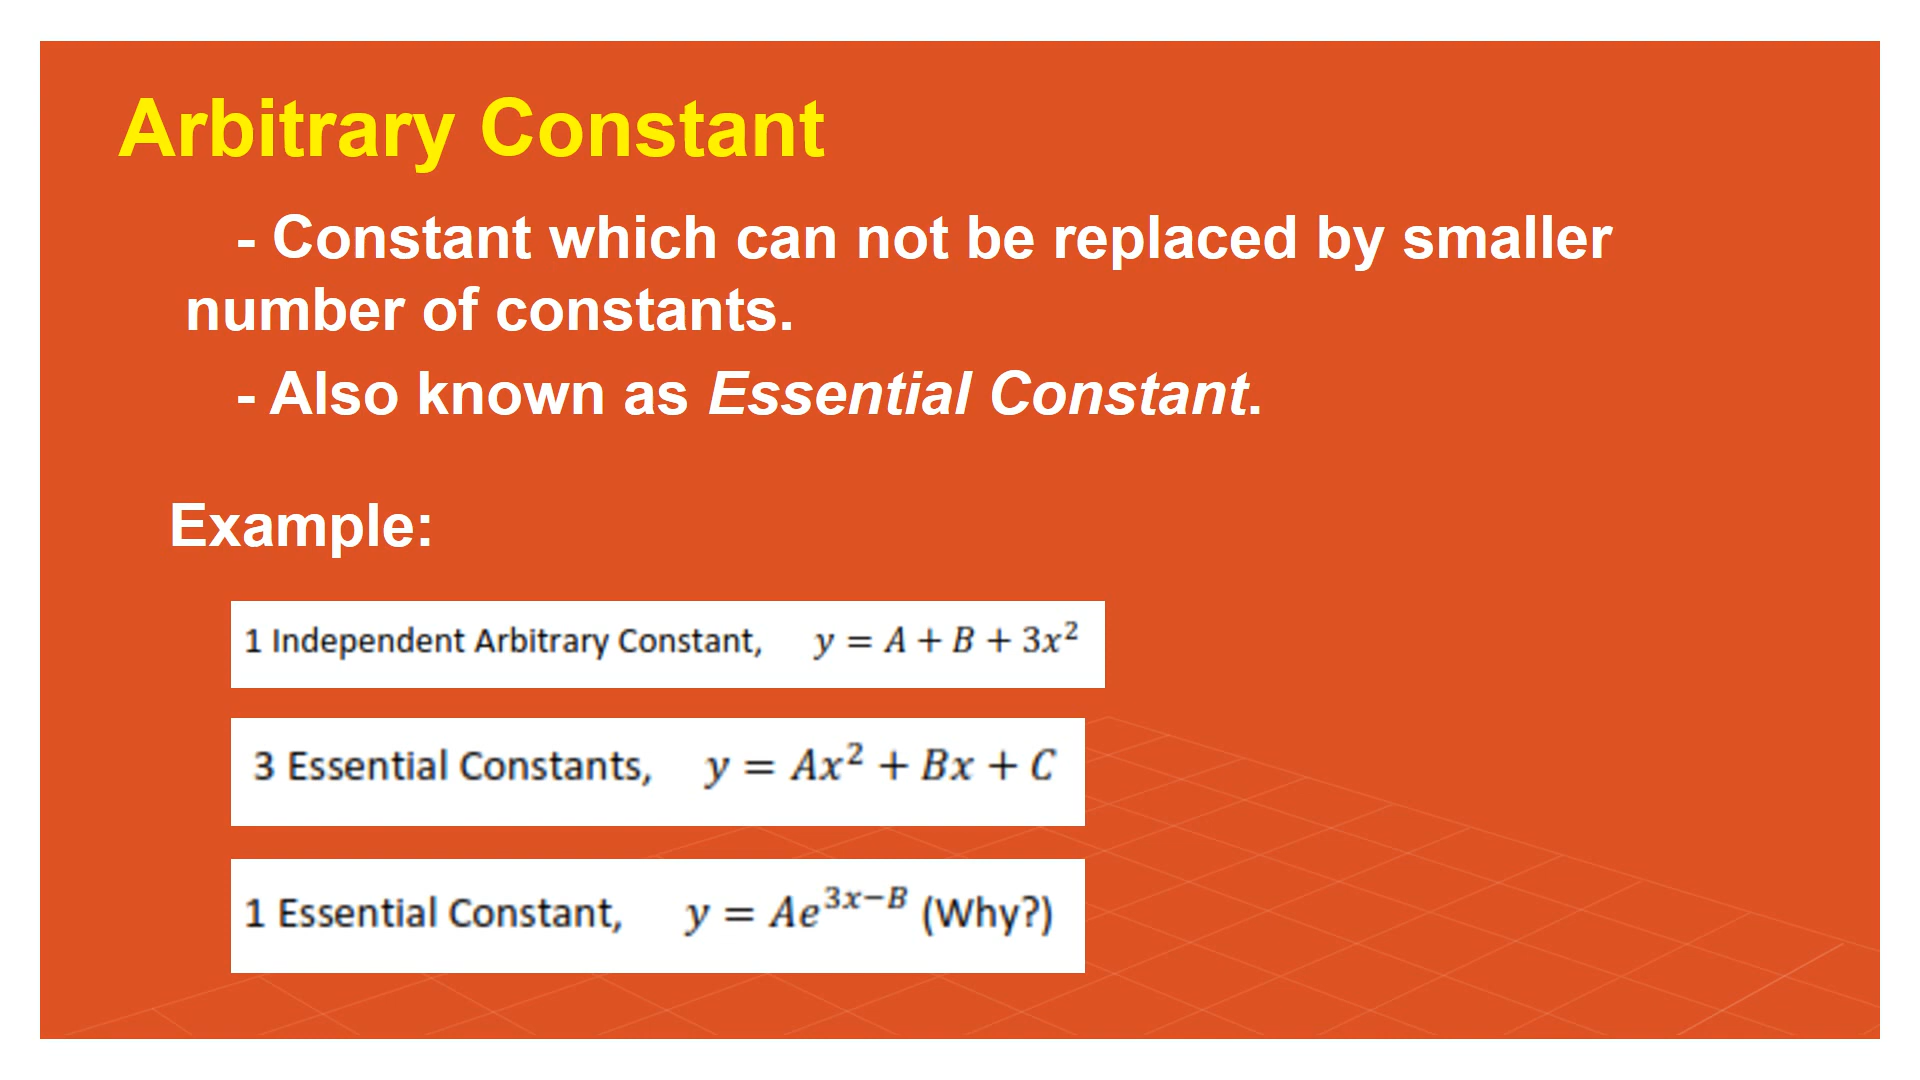 Arbitrary Constant
- Constant which can not be replaced by smaller
number of constants.
- Also known as Essential Constant.
Example:
1 Independent Arbitrary Constant, y = A + B + 3x²
3 Essential Constants, y = Ax² + Bx + C
1 Essential Constant, y = Ae^{3x−B} (Why?)